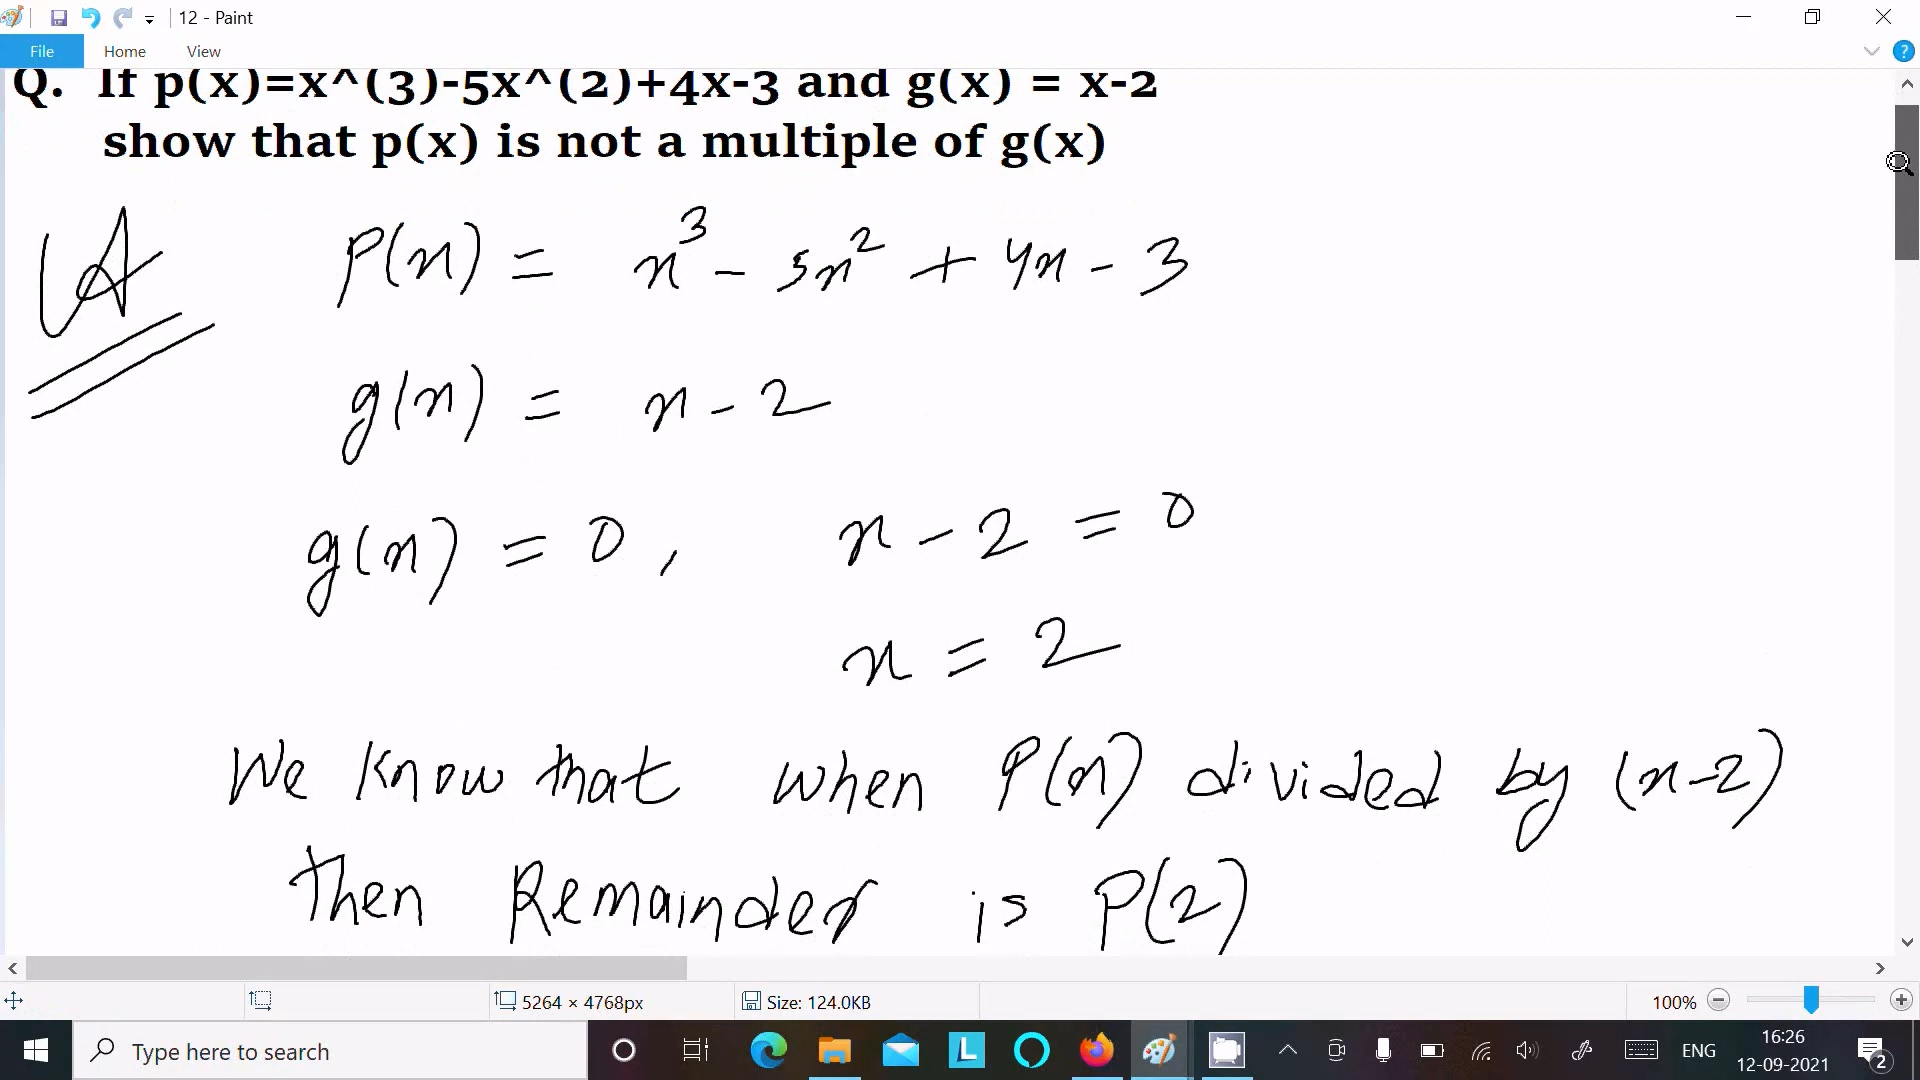 12 - Paint
File Home View
Q. If p(x)=x^(3)-5x^(2)+4x-3 and g(x) = x-2
show that p(x) is not a multiple of g(x)
P(x) = x³ - 5x² + 4x - 3
g(x) = x - 2
g(x) = 0, x - 2 = 0
x = 2
We know that when P(x) divided by (x-2)
then Remainder is P(2)
5264 × 4768px Size: 124.0KB 100%
Type here to search
L
ENG
16:26
12-09-2021
2